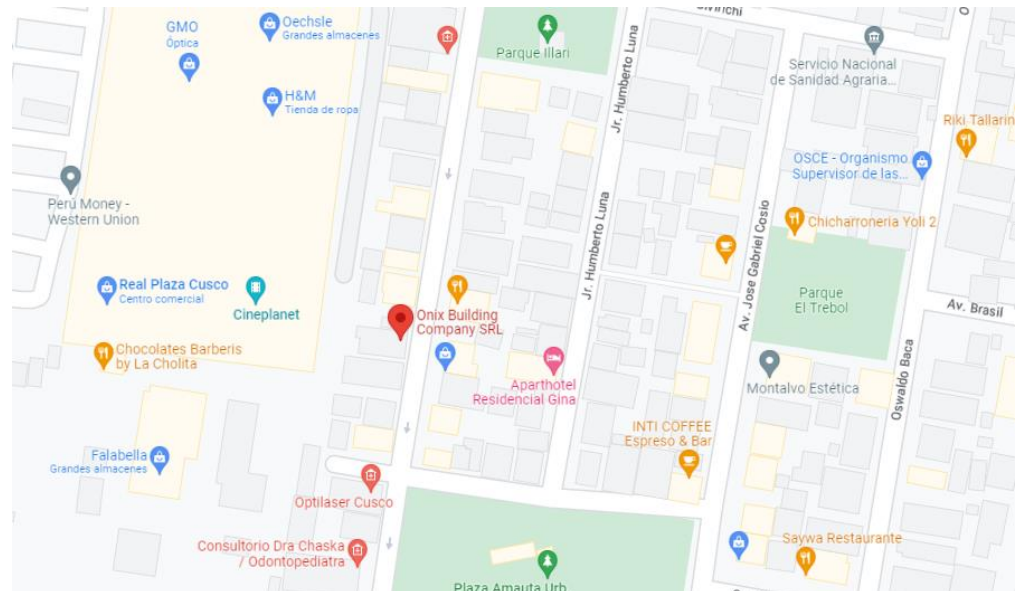 Sivirichi
GMO
Óptica
Oechsle
Grandes almacenes
Parque Illari
Servicio Nacional
de Sanidad Agraria...
H&M
Tienda de ropa
Jr. Humberto Luna
Riki Tallarin
OSCE - Organismo
Supervisor de las...
Perú Money -
Western Union
Chicharroneria Yoli 2
Av. Jose Gabriel Cosio
Jr. Humberto Luna
Real Plaza Cusco
Centro comercial
Cineplanet
Parque
El Trebol
Av. Brasil
Onix Building
Company SRL
Chocolates Barberis
by La Cholita
Oswaldo Baca
Aparthotel
Residencial Gina
Montalvo Estética
INTI COFFEE
Espreso & Bar
Falabella
Grandes almacenes
Optilaser Cusco
Consultorio Dra Chaska
/ Odontopediatra
Saywa Restaurante
Plaza Amauta Urb